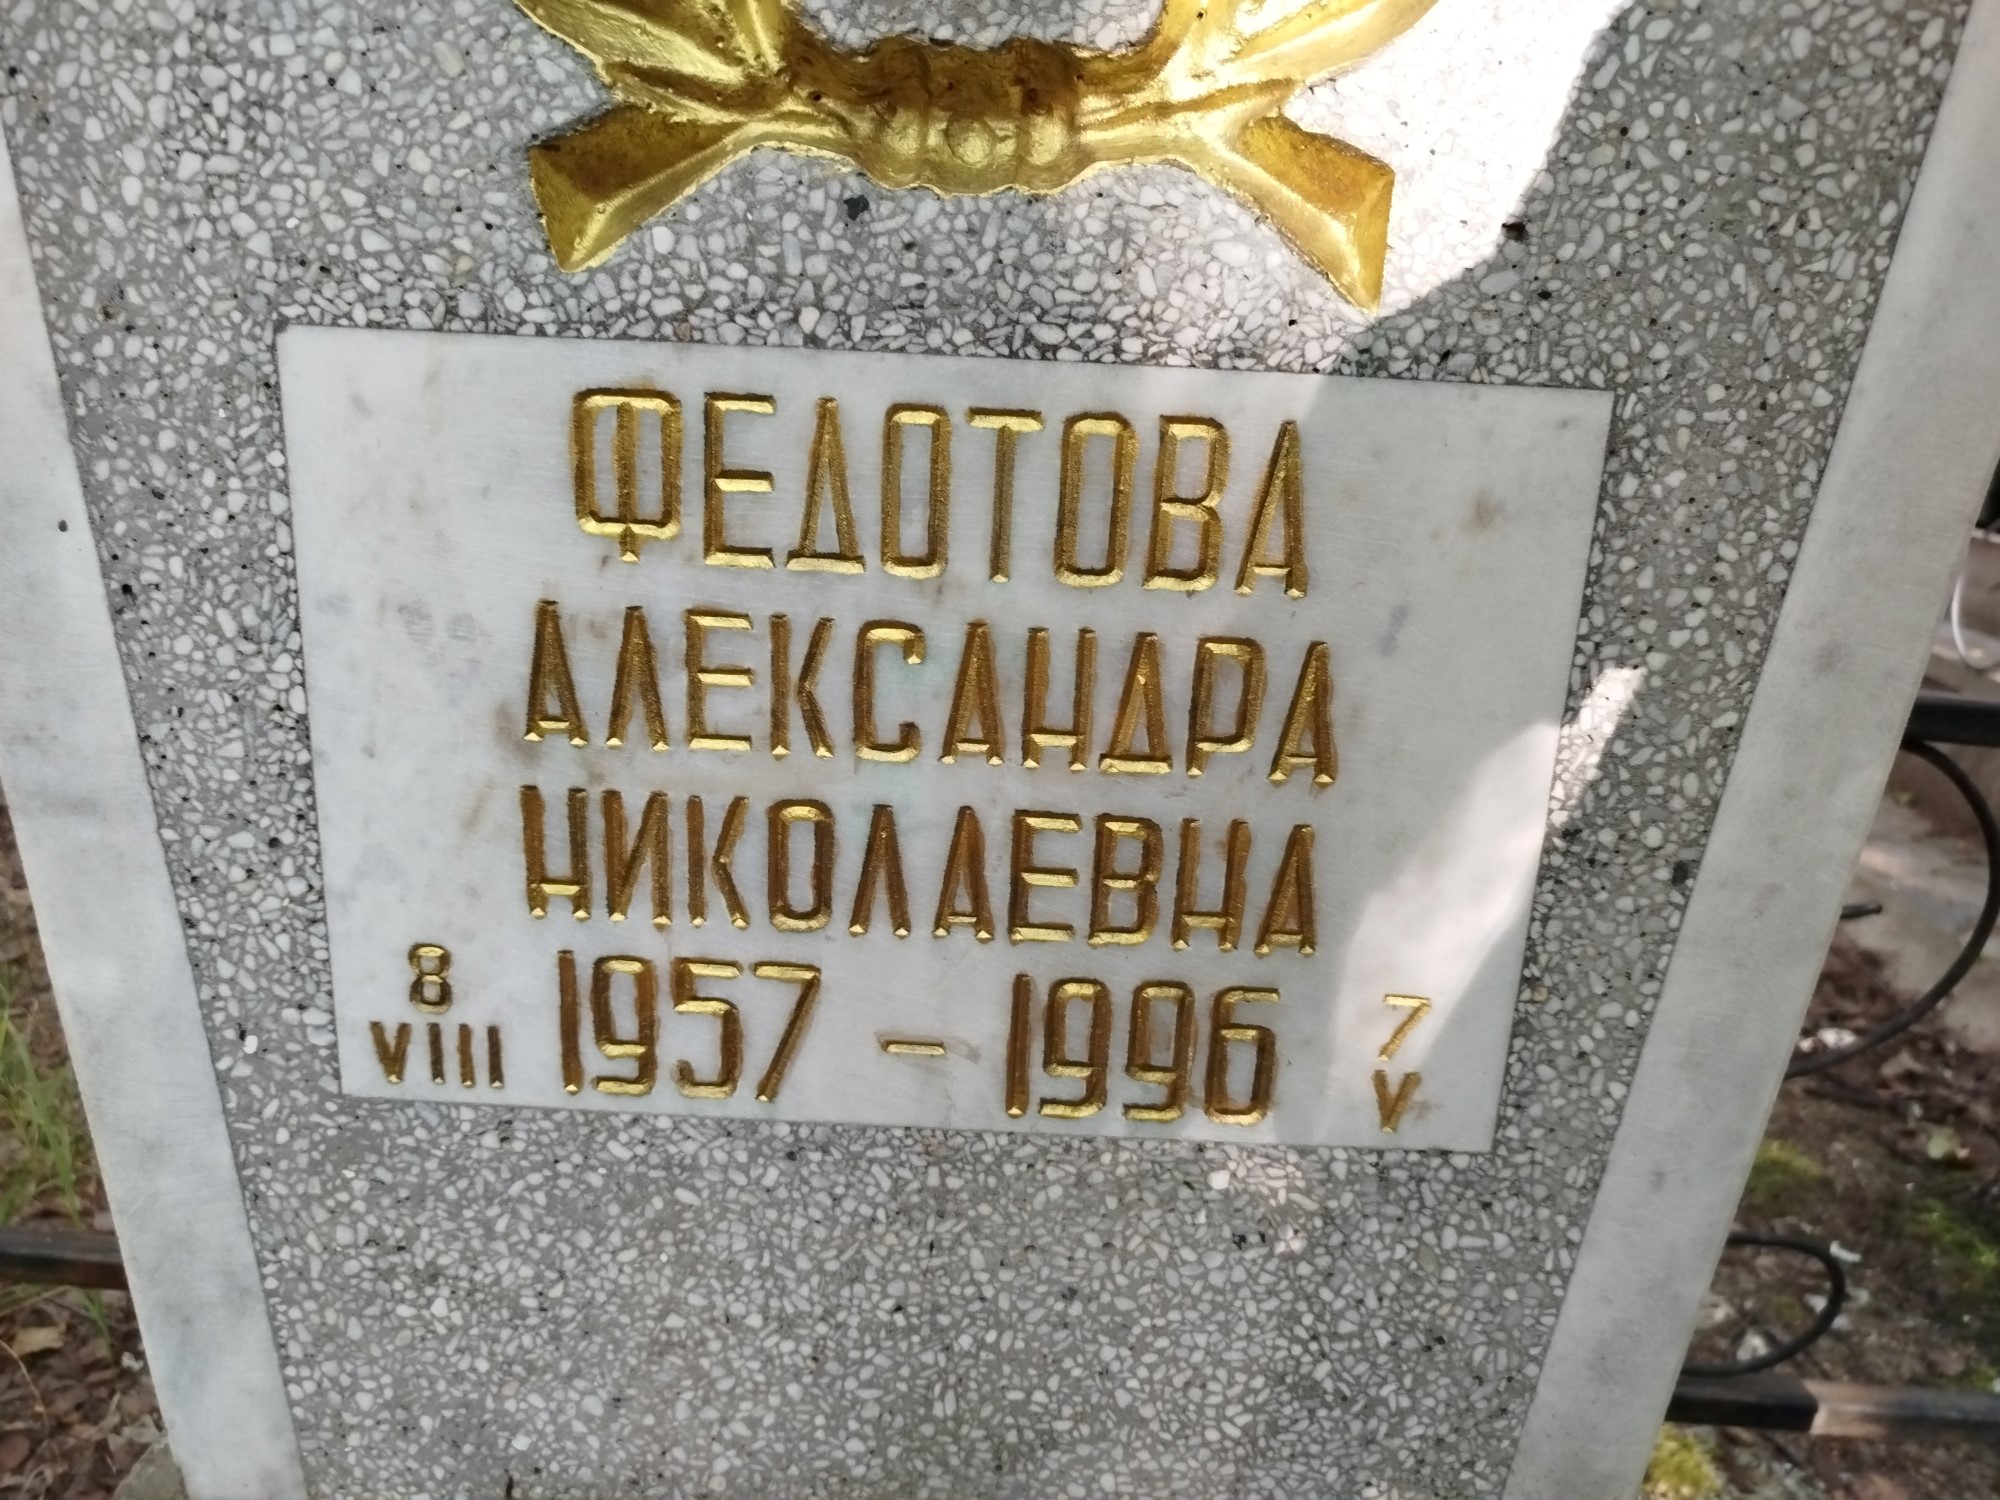 ФЕДОТОВА
АЛЕКСАНДРА
НИКОЛАЕВНА
8
VIII 1957 – 1996 7
V